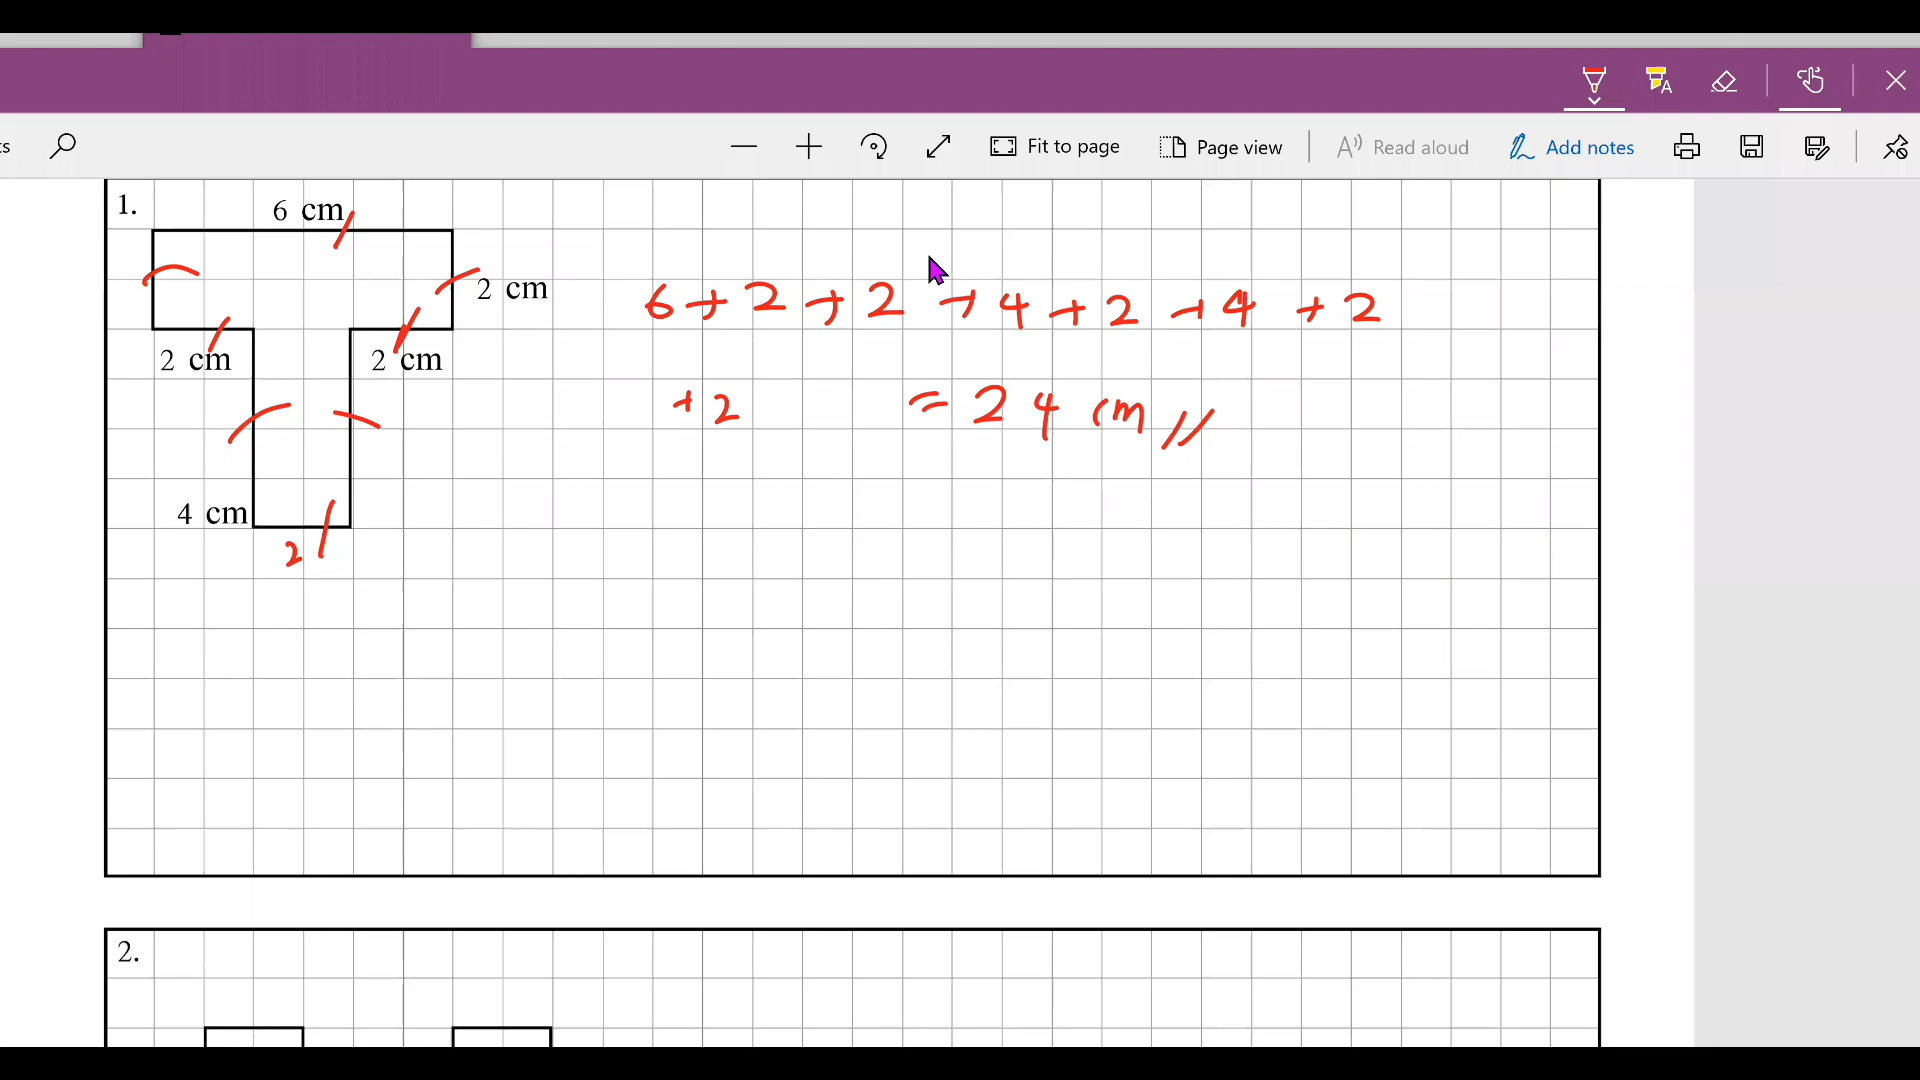 ts
Fit to page
Page view
Read aloud
Add notes
1.
6 cm
2 cm
6 + 2 + 2 + 4 + 2 + 4 + 2
2 cm
2 cm
+ 2 = 24 cm //
4 cm
2
2.